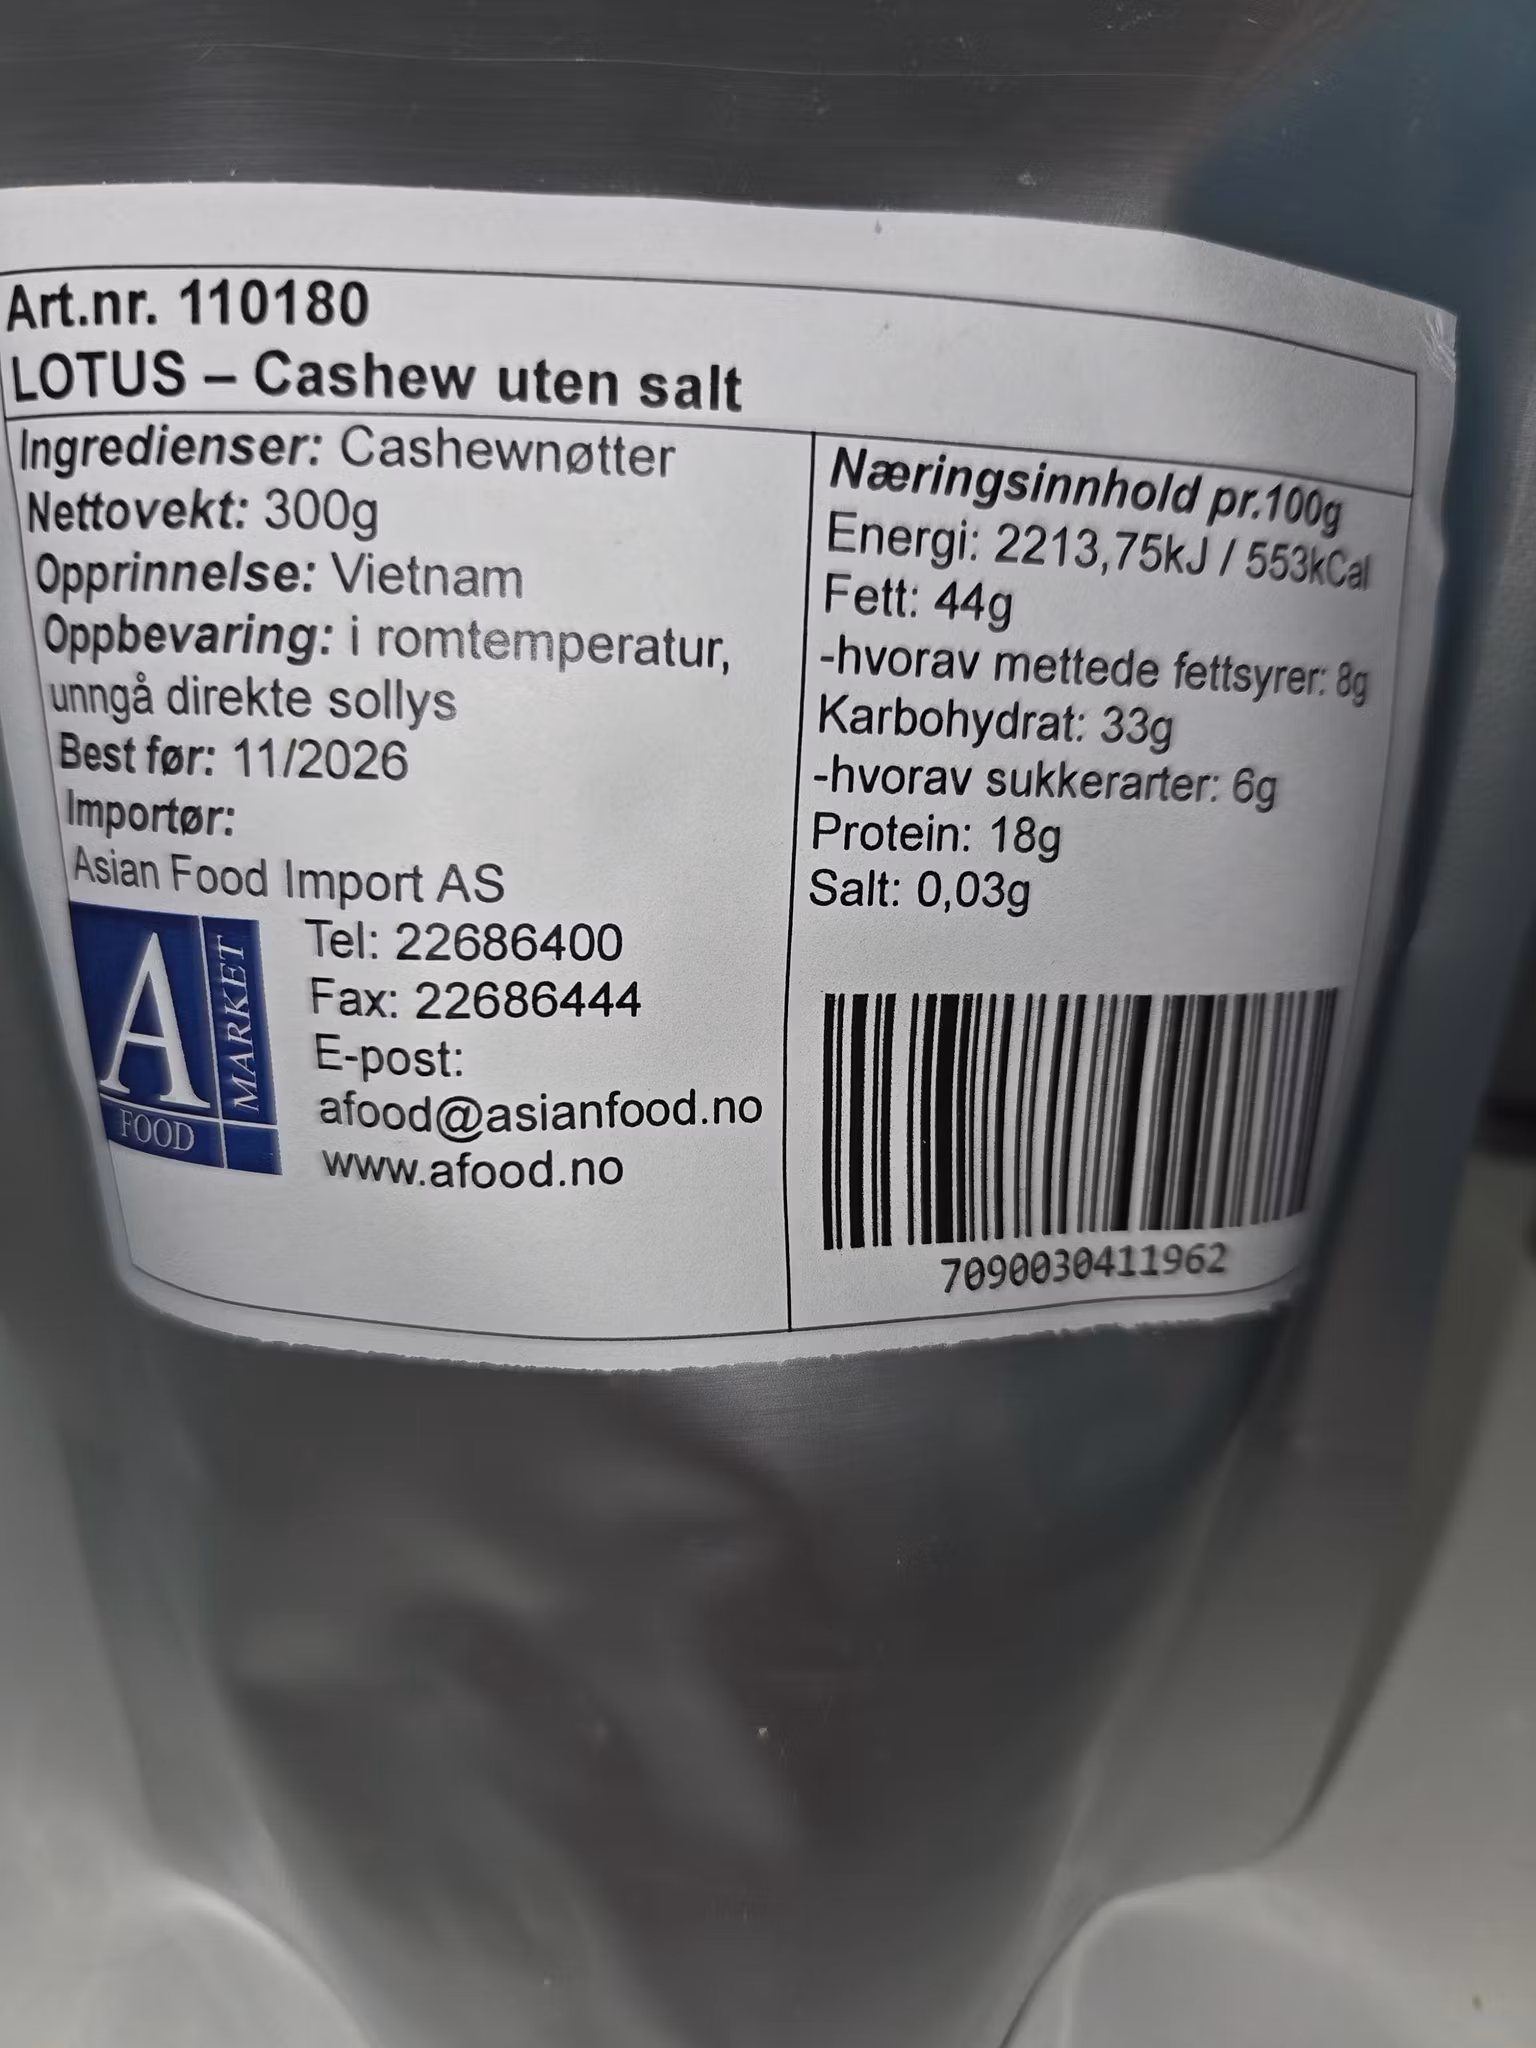 Art.nr. 110180
LOTUS – Cashew uten salt
Ingredienser: Cashewnøtter
Nettovekt: 300g
Opprinnelse: Vietnam
Oppbevaring: i romtemperatur,
unngå direkte sollys
Best før: 11/2026
Importør:
Asian Food Import AS
A
FOOD
MARKET
Tel: 22686400
Fax: 22686444
E-post:
afood@asianfood.no
www.afood.no
Næringsinnhold pr.100g
Energi: 2213,75kJ / 553kCal
Fett: 44g
-hvorav mettede fettsyrer: 8g
Karbohydrat: 33g
-hvorav sukkerarter: 6g
Protein: 18g
Salt: 0,03g
7090030411962